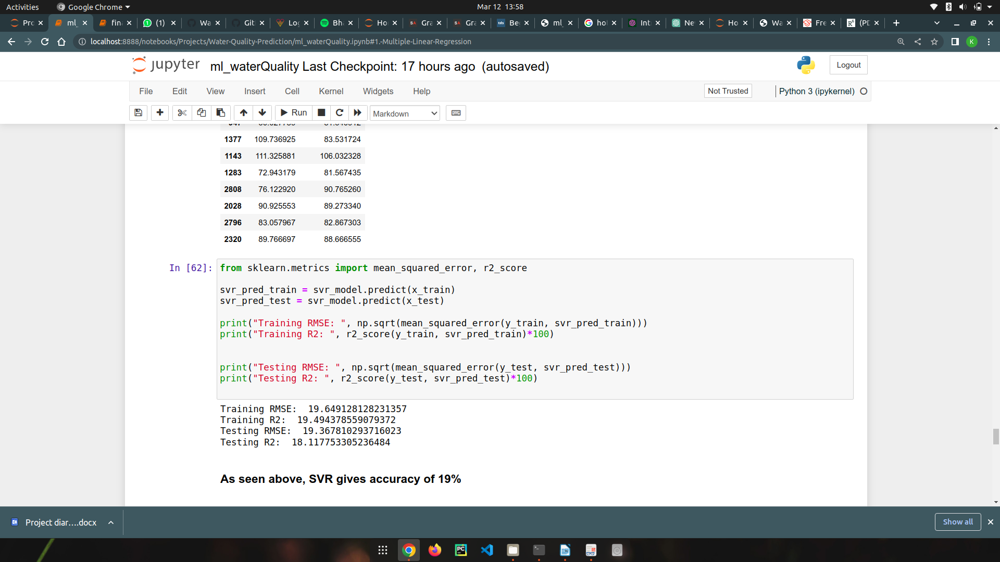 Activities
Google Chrome
Mar 12 13:58
Pro
ml_
fin
(1)
Wa
Git
Log
Bha
Ho
Gra
Gra
Be
ml_
ho
Int
Ne
Ho
Wa
Fre
(PD
localhost:8888/notebooks/Projects/Water-Quality-Prediction/ml_waterQuality.ipynb#1.-Multiple-Linear-Regression
K
jupyter
ml_waterQuality Last Checkpoint: 17 hours ago (autosaved)
Logout
File
Edit
View
Insert
Cell
Kernel
Widgets
Help
Not Trusted
Python 3 (ipykernel)
Run
Markdown
1377 109.736925 83.531724
1143 111.325881 106.032328
1283 72.943179 81.567435
2808 76.122920 90.765260
2028 90.925553 89.273340
2796 83.057967 82.867303
2320 89.766697 88.666555
In [62]:
from sklearn.metrics import mean_squared_error, r2_score
svr_pred_train = svr_model.predict(x_train)
svr_pred_test = svr_model.predict(x_test)
print("Training RMSE: ", np.sqrt(mean_squared_error(y_train, svr_pred_train)))
print("Training R2: ", r2_score(y_train, svr_pred_train)*100)
print("Testing RMSE: ", np.sqrt(mean_squared_error(y_test, svr_pred_test)))
print("Testing R2: ", r2_score(y_test, svr_pred_test)*100)
Training RMSE:  19.649128128231357
Training R2:  19.494378559079372
Testing RMSE:  19.367810293716023
Testing R2:  18.117753305236484
As seen above, SVR gives accuracy of 19%
Project diar….docx
Show all